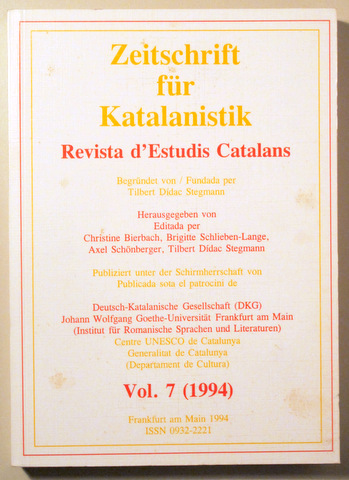 Zeitschrift
für
Katalanistik
Revista d'Estudis Catalans
Begründet von / Fundada per
Tilbert Dídac Stegmann
Herausgegeben von
Editada per
Christine Bierbach, Brigitte Schlieben-Lange,
Axel Schönberger, Tilbert Dídac Stegmann
Publiziert unter der Schirmherrschaft von
Publicada sota el patrocini de
Deutsch-Katalanische Gesellschaft (DKG)
Johann Wolfgang Goethe-Universität Frankfurt am Main
(Institut für Romanische Sprachen und Literaturen)
Centre UNESCO de Catalunya
Generalitat de Catalunya
(Departament de Cultura)
Vol. 7 (1994)
Frankfurt am Main 1994
ISSN 0932-2221